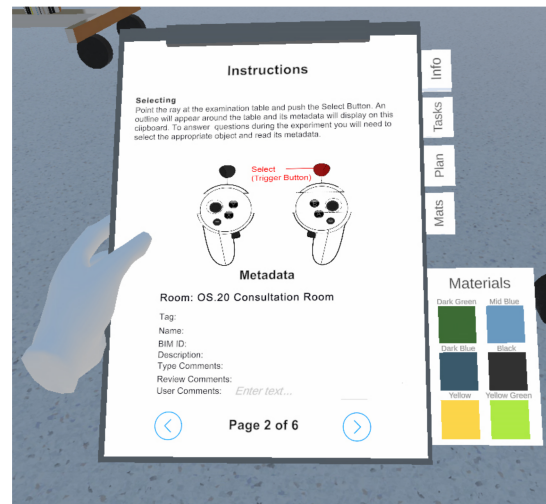 Instructions
Selecting
Point the ray at the examination table and push the Select Button. An
outline will appear around the table and its metadata will display on this
clipboard. To answer questions during the experiment you will need to
select the appropriate object and read its metadata.
Select
(Trigger Button)
Metadata
Room: OS.20 Consultation Room
Tag:
Name:
BIM ID:
Description:
Type Comments:
Review Comments:
User Comments: Enter text...
Page 2 of 6
Info
Tasks
Plan
Mats
Materials
Dark Green Mid Blue
Dark Blue Black
Yellow Yellow Green